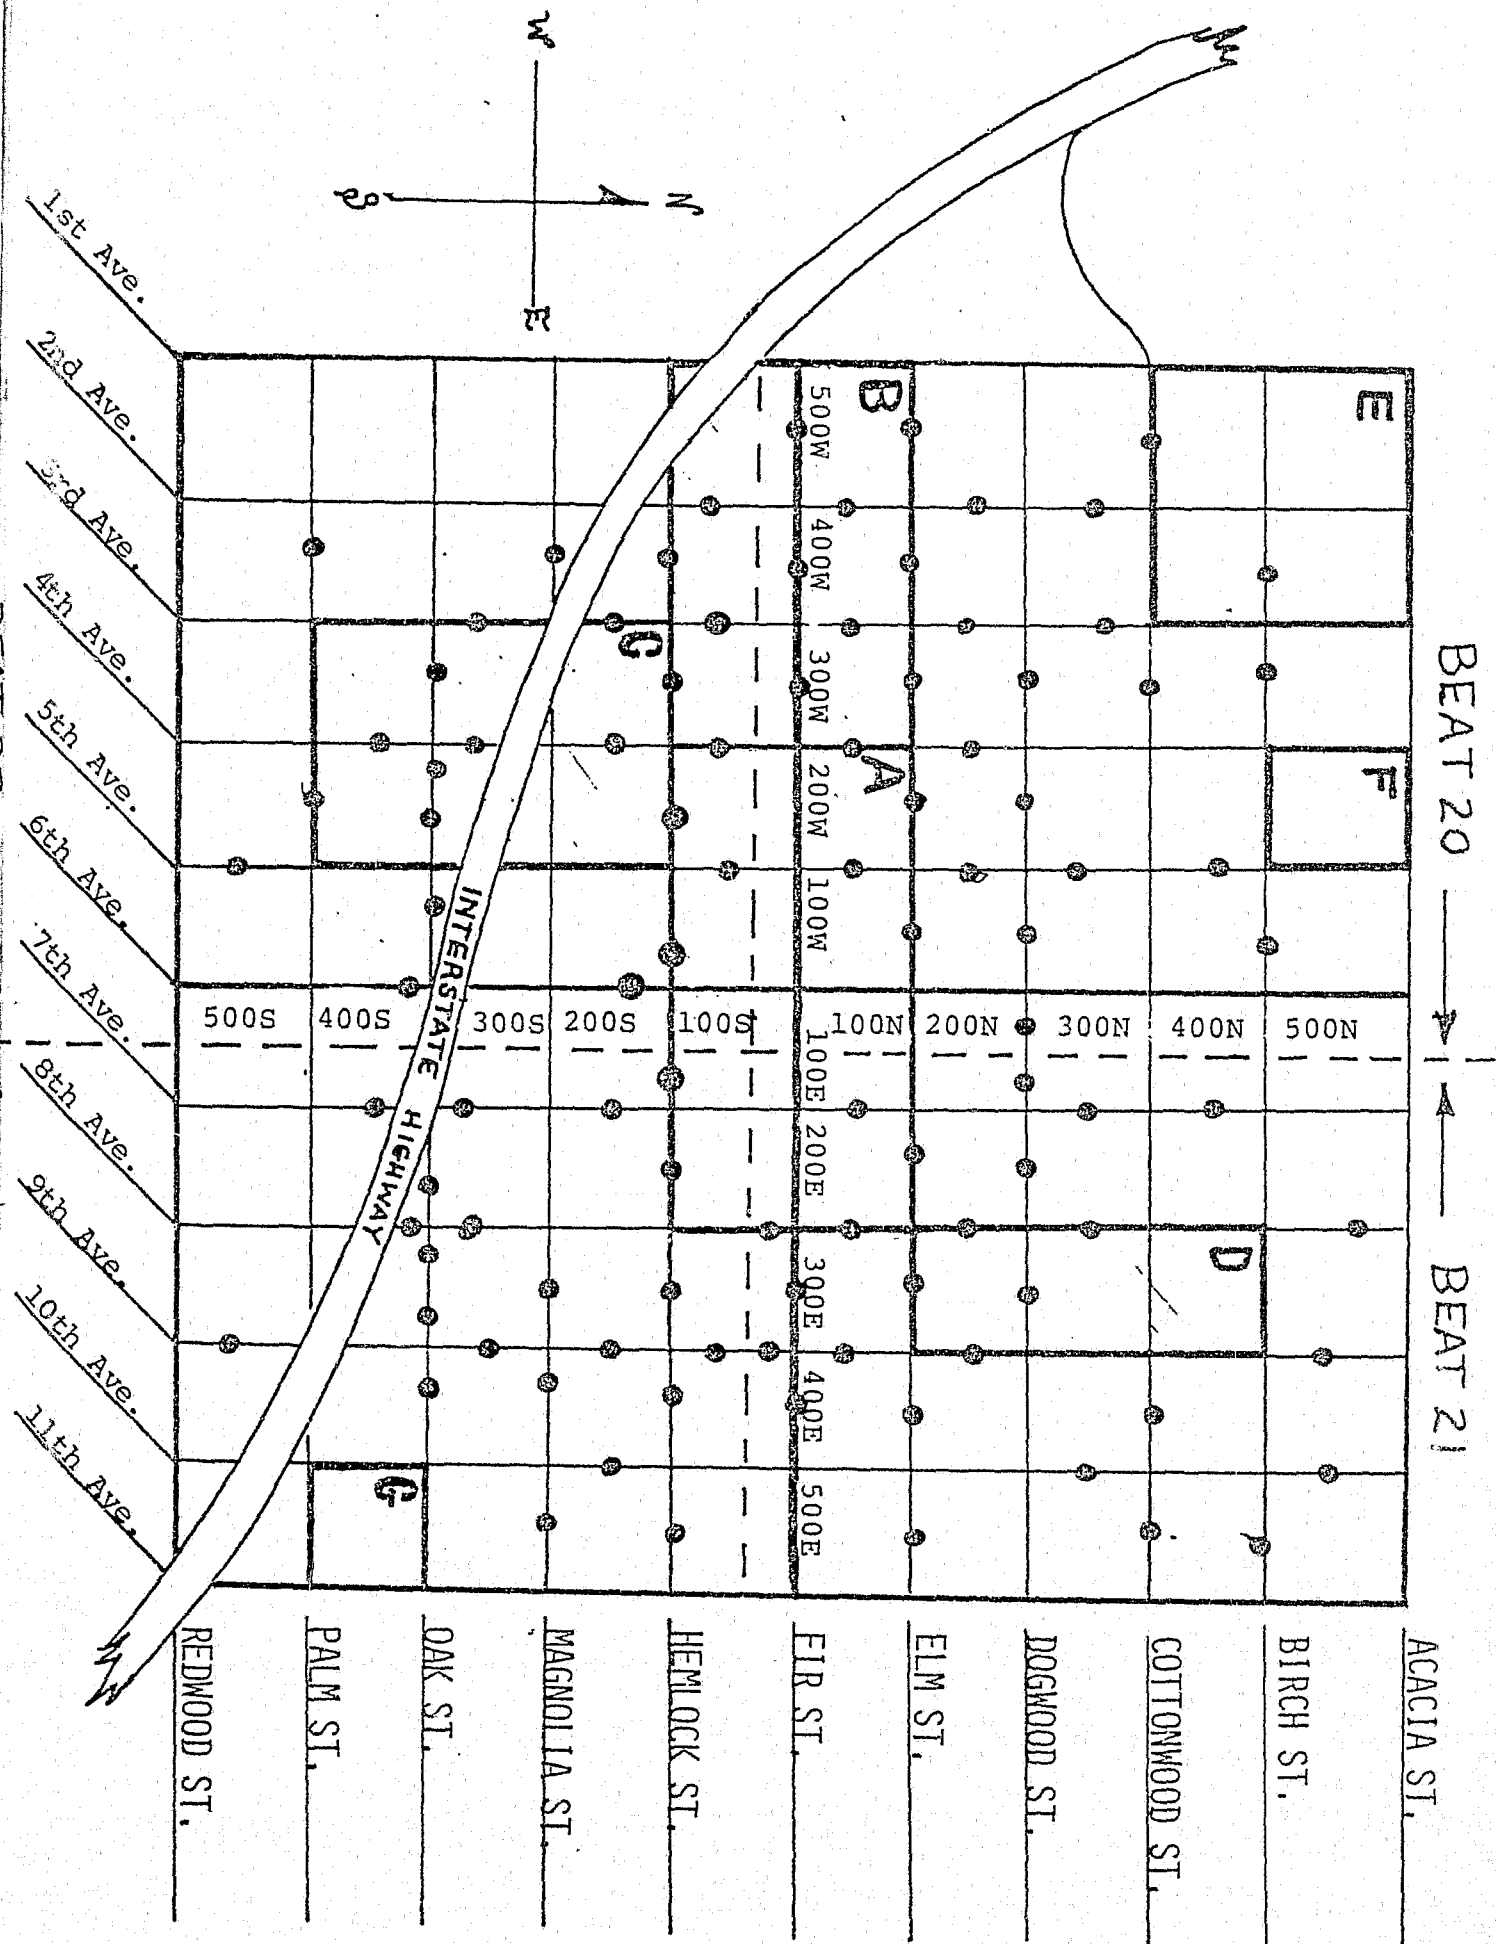 BEAT 20
BEAT 21
W
E
N
S
ACACIA ST.
BIRCH ST.
COTTONWOOD ST.
DOGWOOD ST.
ELM ST.
FIR ST.
HEMLOCK ST.
MAGNOLIA ST.
OAK ST.
PALM ST.
REDWOOD ST.
E
F
D
B
A
C
G
500N
400N
300N
200N
100N
100S
200S
300S
400S
500S
500W
400W
300W
200W
100W
100E
200E
300E
400E
500E
INTERSTATE HIGHWAY
1st Ave.
2nd Ave.
3rd Ave.
4th Ave.
5th Ave.
6th Ave.
7th Ave.
8th Ave.
9th Ave.
10th Ave.
11th Ave.